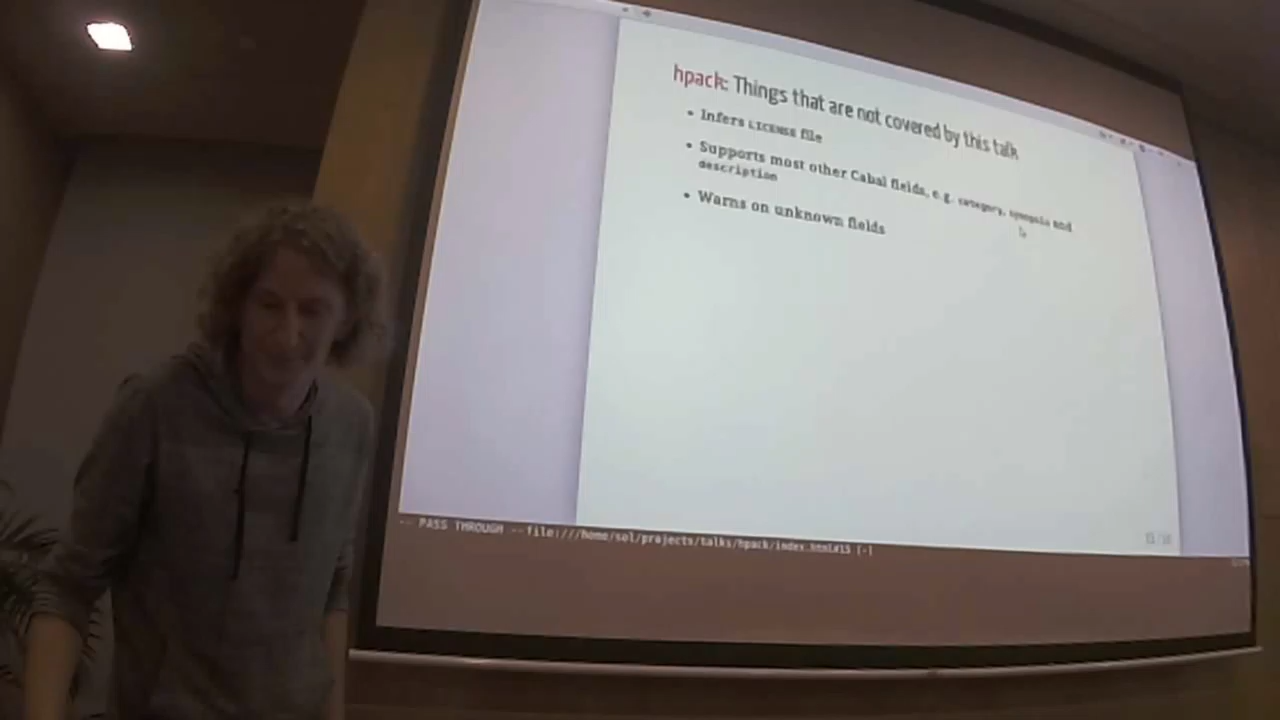 hpack: Things that are not covered by this talk
• Infers LICENSE file
• Supports most other Cabal fields, e.g. category, synopsis and
description
• Warns on unknown fields
-- PASS THROUGH -- file:///home/sol/projects/talks/hpack/index.html#15 [-]